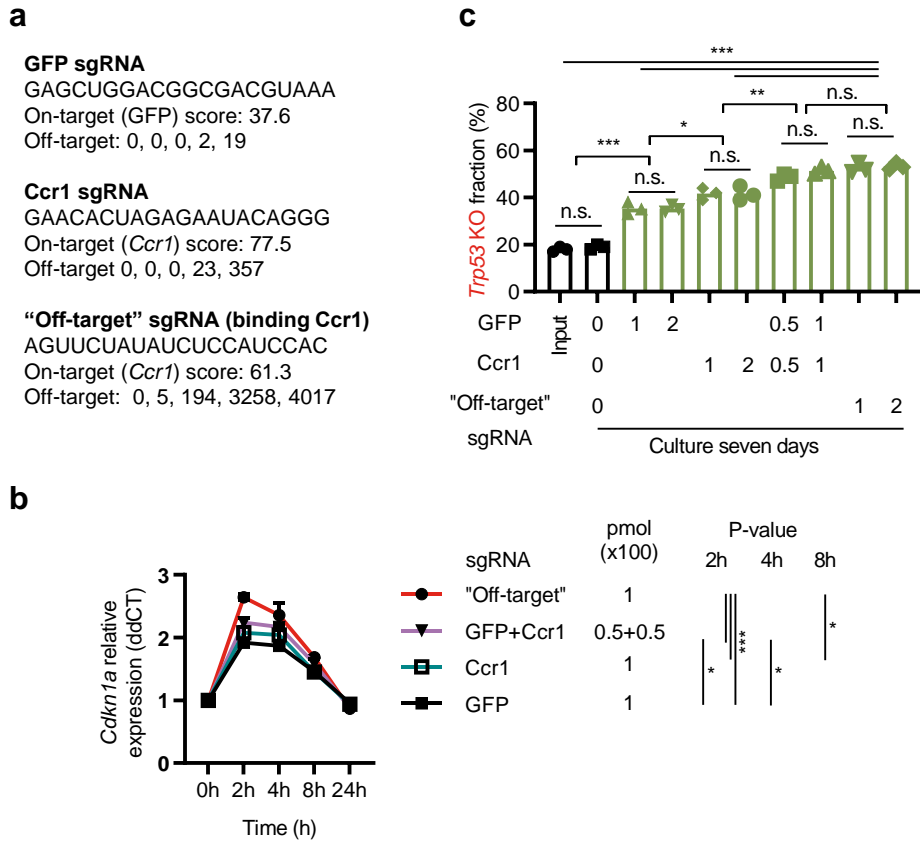 a
GFP sgRNA
GAGCUGGACGGCGACGUAAA
On-target (GFP) score: 37.6
Off-target: 0, 0, 0, 2, 19
Ccr1 sgRNA
GAACACUAGAGAAUACAGGG
On-target (Ccr1) score: 77.5
Off-target 0, 0, 0, 23, 357
“Off-target” sgRNA (binding Ccr1)
AGUUCUAUAUCUCCAUCCAC
On-target (Ccr1) score: 61.3
Off-target: 0, 5, 194, 3258, 4017
c
***
**
*
***
n.s.
n.s.
n.s.
n.s.
n.s.
n.s.
80
60
40
20
0
Trp53 KO fraction (%)
GFP Input 0 1 2 0.5 1
Ccr1 0 1 2 0.5 1
"Off-target" 0 1 2
sgRNA Culture seven days
b
3
2
1
0
Cdkn1a relative
expression (ddCT)
0h 2h 4h 8h 24h
Time (h)
pmol
(x100)
P-value
sgRNA 2h 4h 8h
"Off-target" 1
GFP+Ccr1 0.5+0.5
Ccr1 1
GFP 1
* *** * *